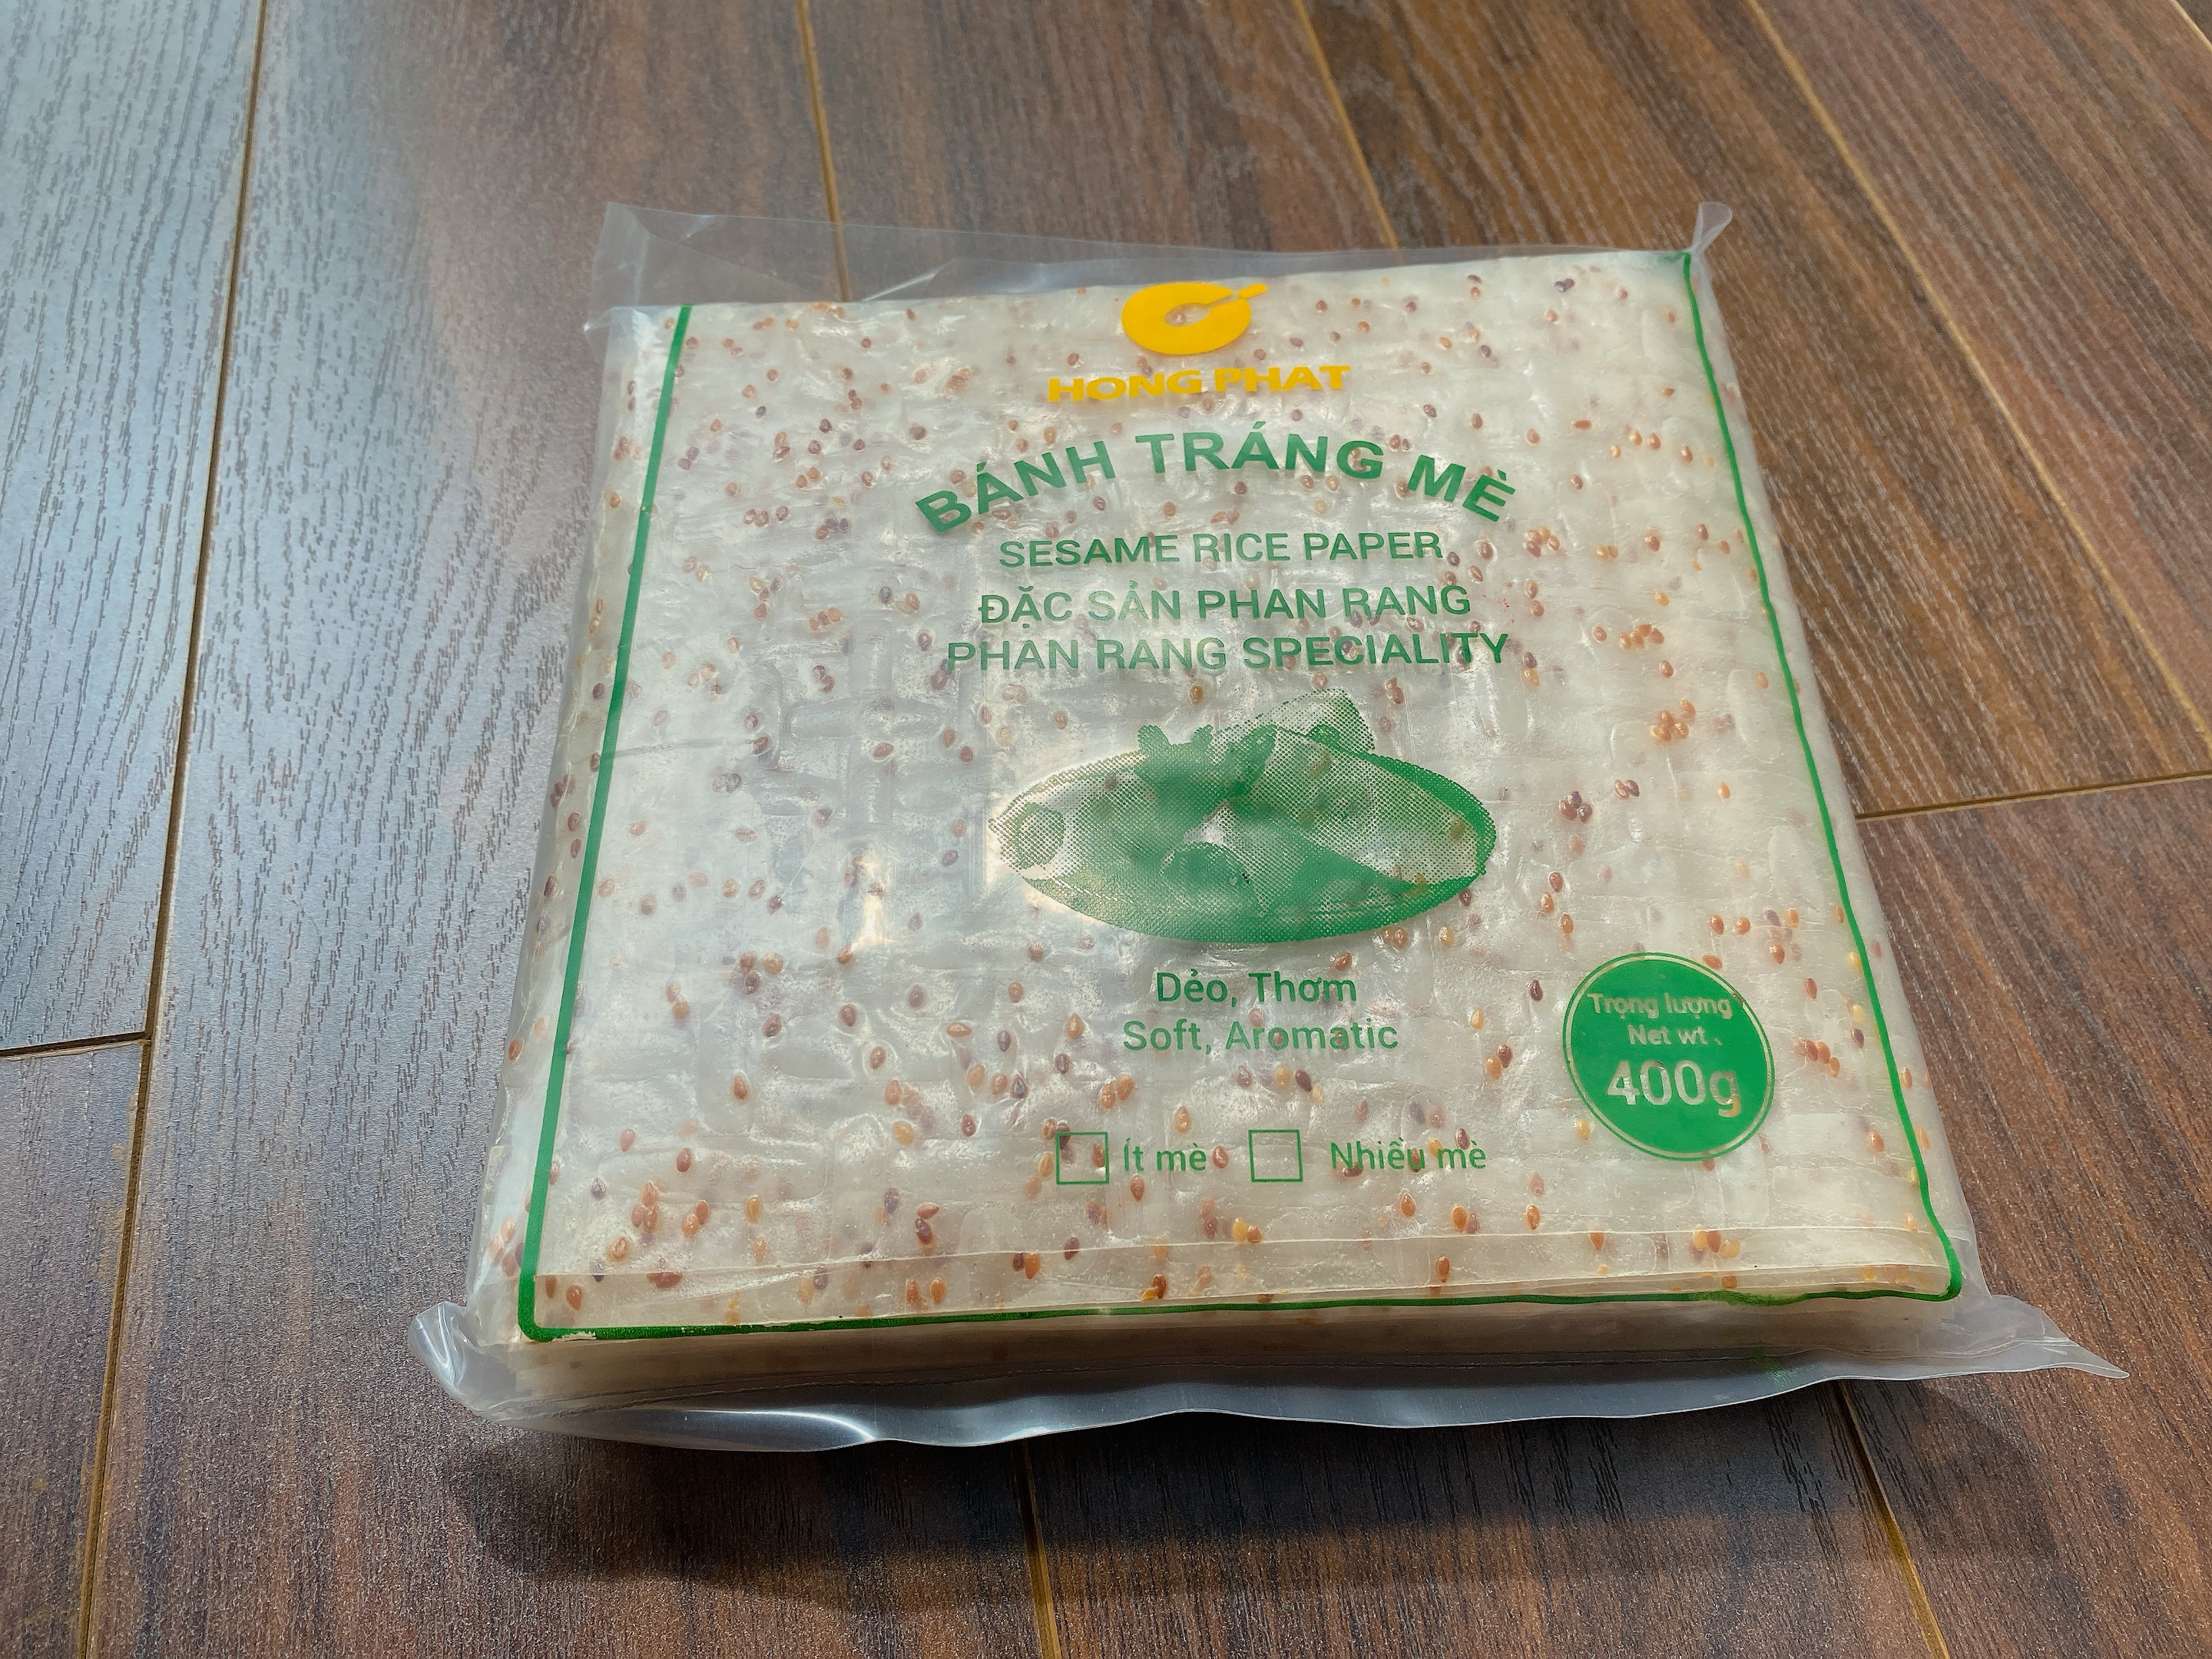 HONG PHAT
BÁNH TRÁNG MÈ
SESAME RICE PAPER
ĐẶC SẢN PHAN RANG
PHAN RANG SPECIALITY
Dẻo, Thơm
Soft, Aromatic
Trọng lượng
Net wt.
400g
Ít mè Nhiều mè